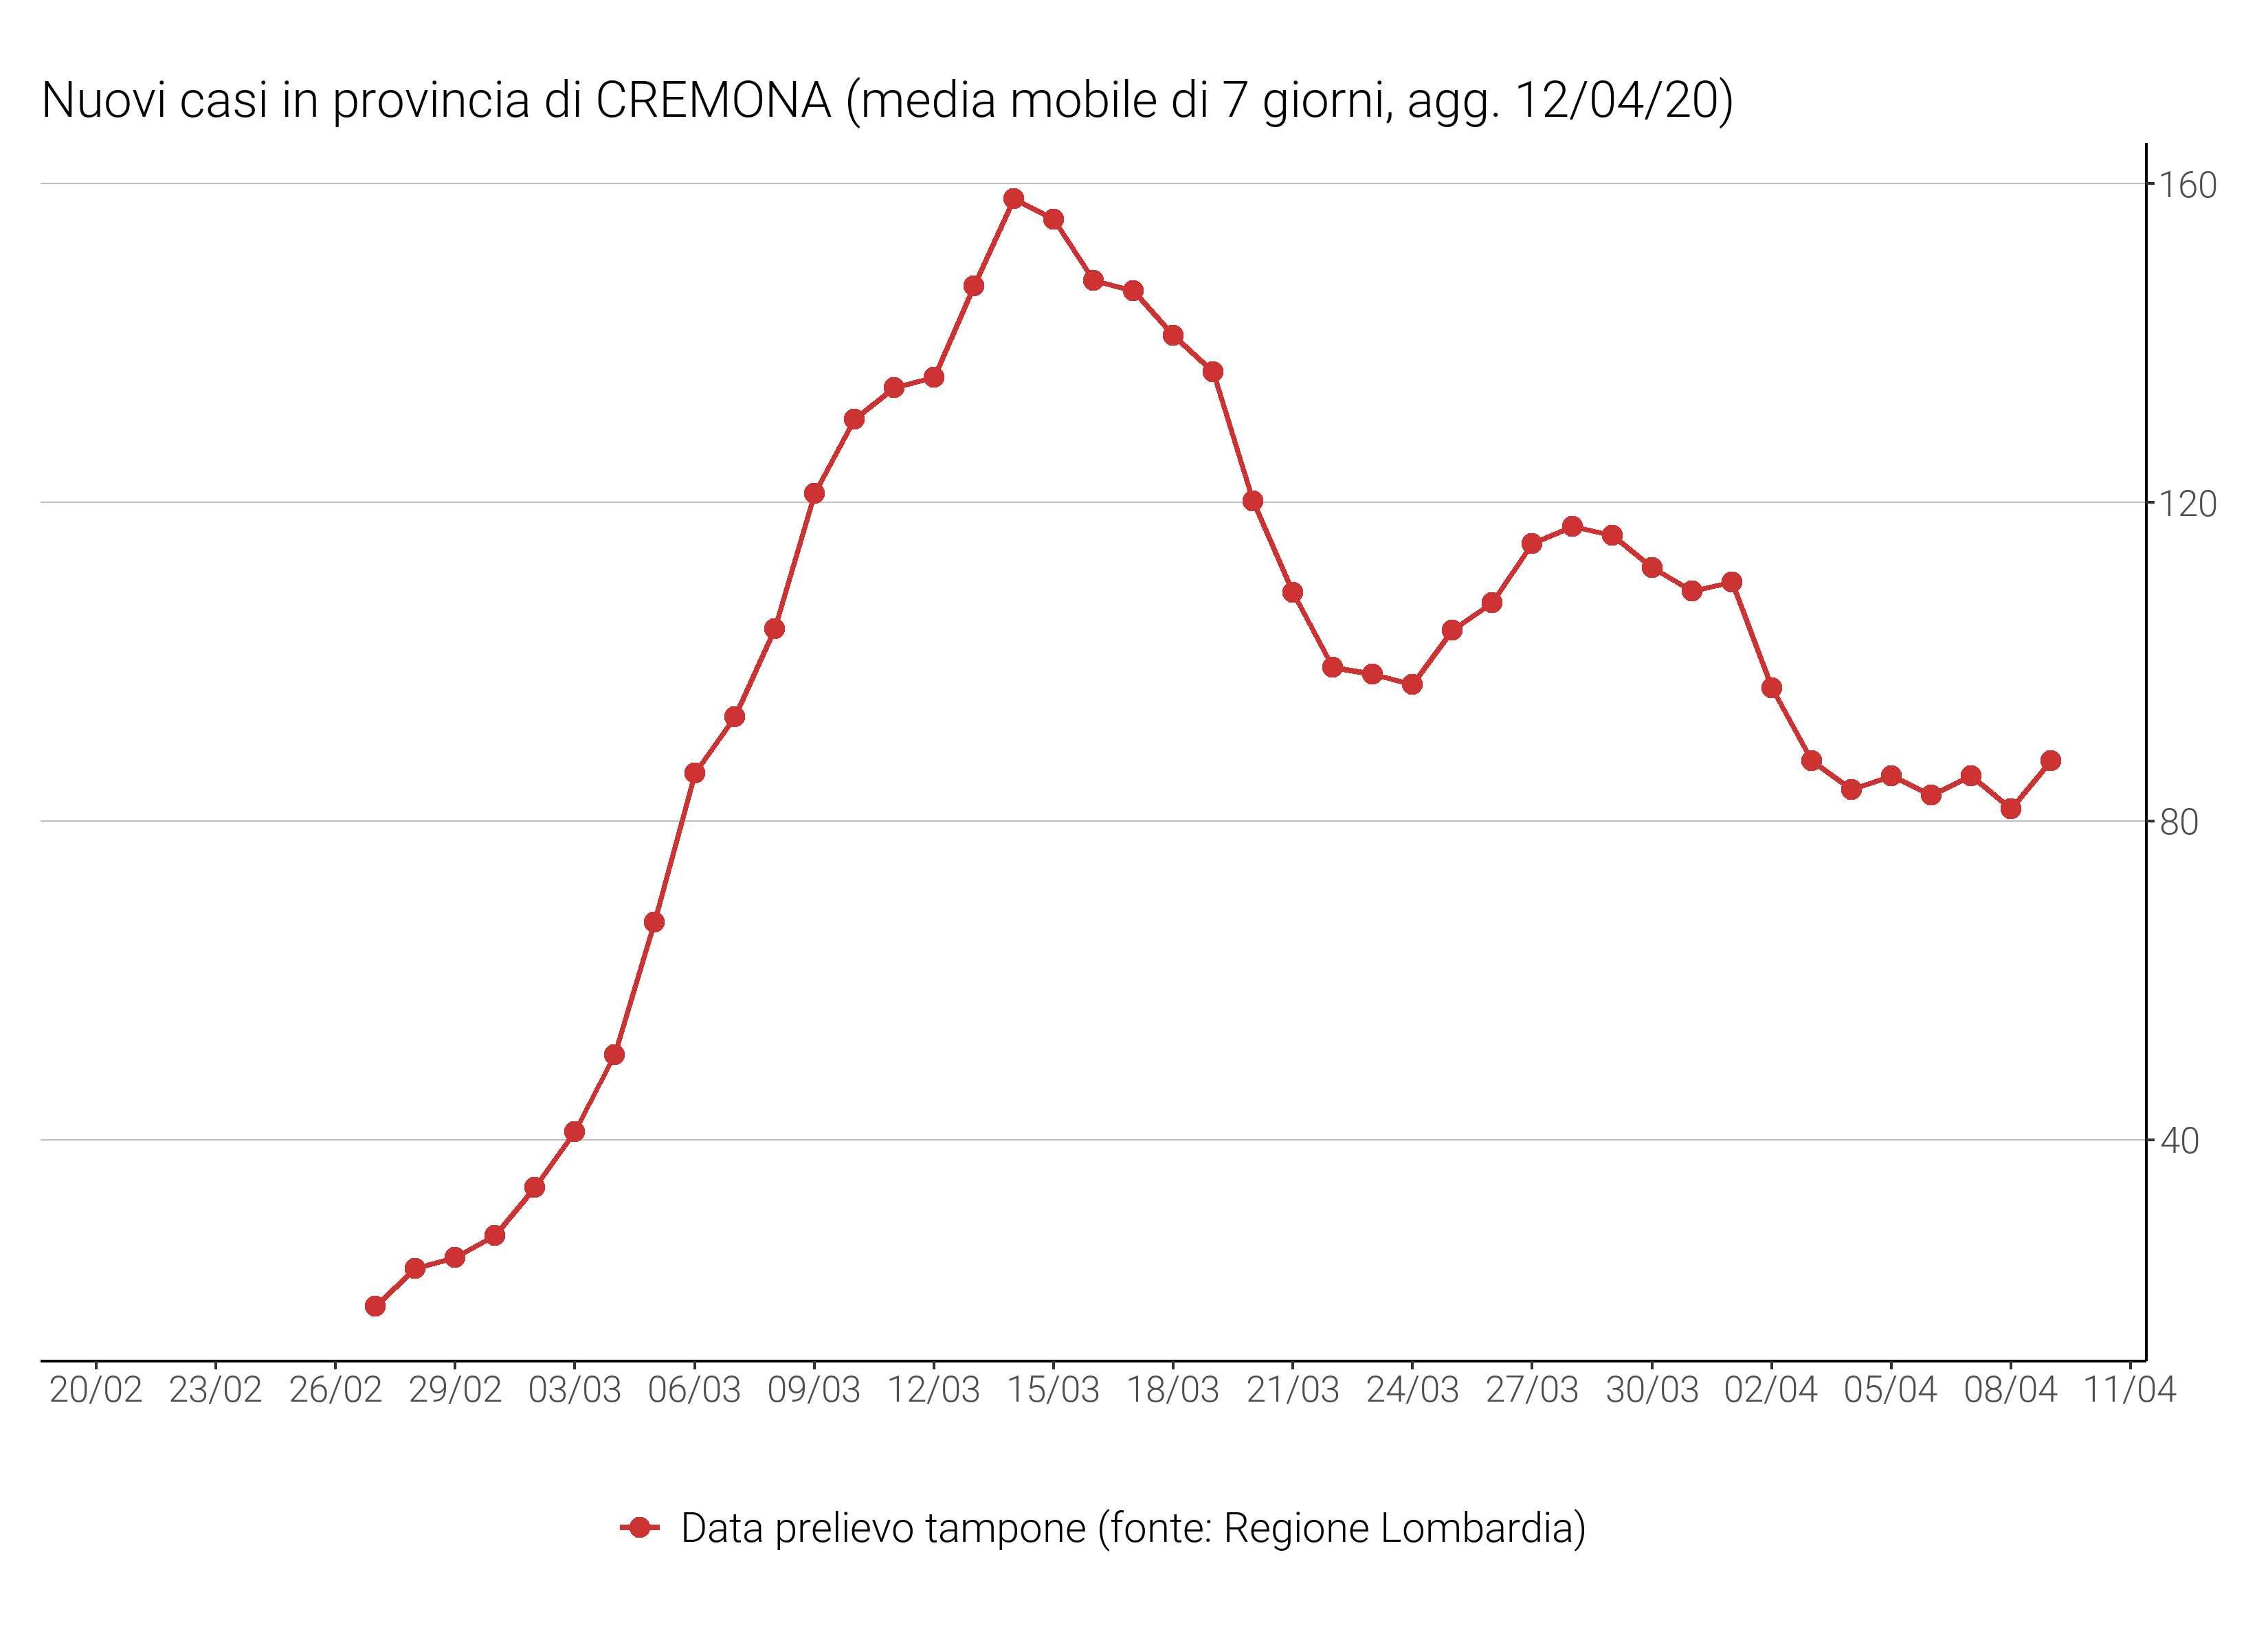 Nuovi casi in provincia di CREMONA (media mobile di 7 giorni, agg. 12/04/20)
160
120
80
40
20/02 23/02 26/02 29/02 03/03 06/03 09/03 12/03 15/03 18/03 21/03 24/03 27/03 30/03 02/04 05/04 08/04 11/04
Data prelievo tampone (fonte: Regione Lombardia)